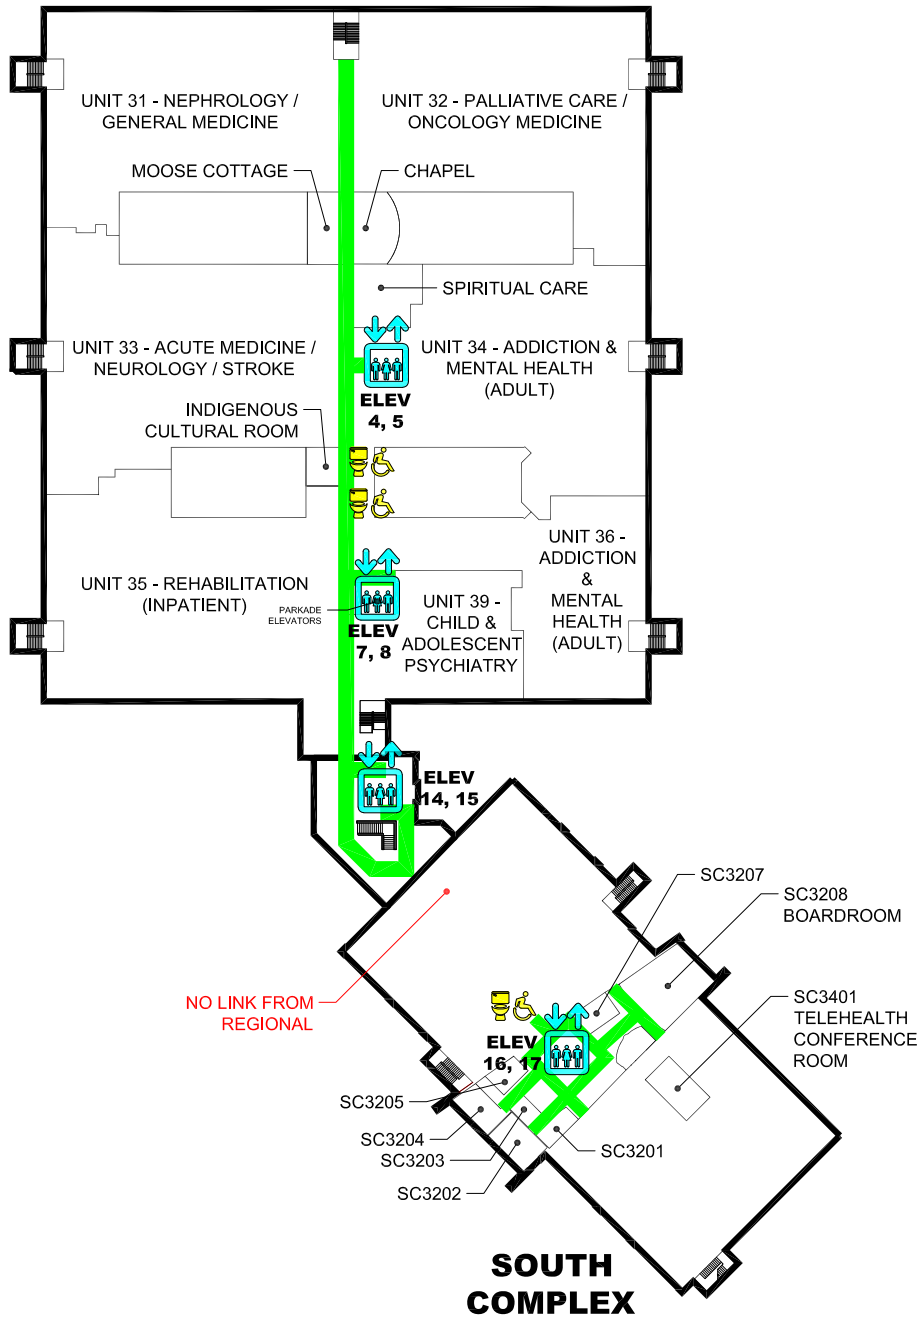 UNIT 31 - NEPHROLOGY /
GENERAL MEDICINE
UNIT 32 - PALLIATIVE CARE /
ONCOLOGY MEDICINE
MOOSE COTTAGE
CHAPEL
SPIRITUAL CARE
UNIT 33 - ACUTE MEDICINE /
NEUROLOGY / STROKE
UNIT 34 - ADDICTION &
MENTAL HEALTH
(ADULT)
ELEV
4, 5
INDIGENOUS
CULTURAL ROOM
UNIT 35 - REHABILITATION
(INPATIENT)
PARKADE
ELEVATORS
ELEV
7, 8
UNIT 39 -
CHILD &
ADOLESCENT
PSYCHIATRY
UNIT 36 -
ADDICTION
&
MENTAL
HEALTH
(ADULT)
ELEV
14, 15
SC3207
SC3208
BOARDROOM
NO LINK FROM
REGIONAL
SC3401
TELEHEALTH
CONFERENCE
ROOM
ELEV
16, 17
SC3205
SC3204
SC3203
SC3202
SC3201
SOUTH
COMPLEX